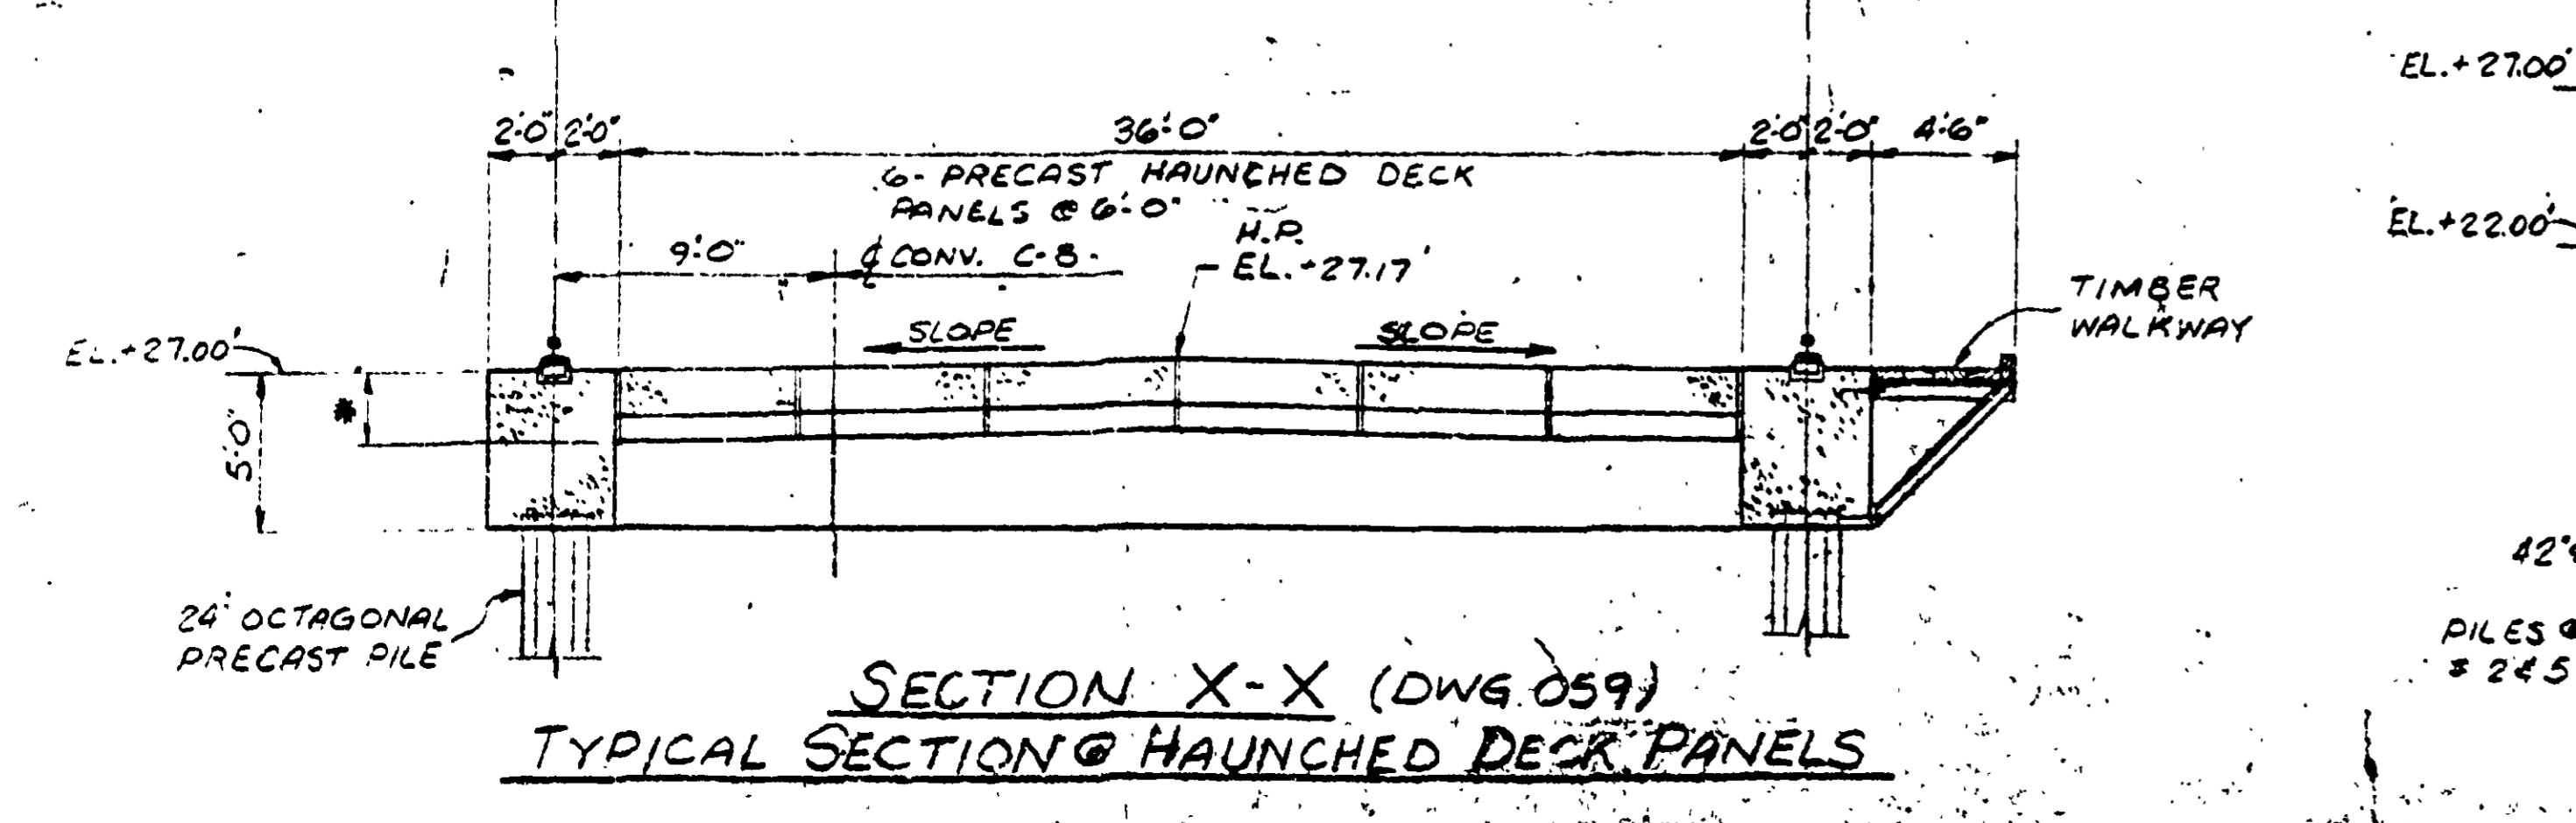 EL.+27.00'
2'-0" 2'-0" 36'-0" 2'-0" 2'-0" 4'-6"
6- PRECAST HAUNCHED DECK
PANELS @ 6'-0"
H.P.
EL.+27.17'
9'-0" ℄ CONV. C-8
EL.+22.00'
TIMBER
WALKWAY
SLOPE SLOPE
EL.+27.00'
*
5'-0"
24" OCTAGONAL
PRECAST PILE
42"
PILES @
# 2 & 5
SECTION X-X (DWG. 059)
TYPICAL SECTION @ HAUNCHED DECK PANELS